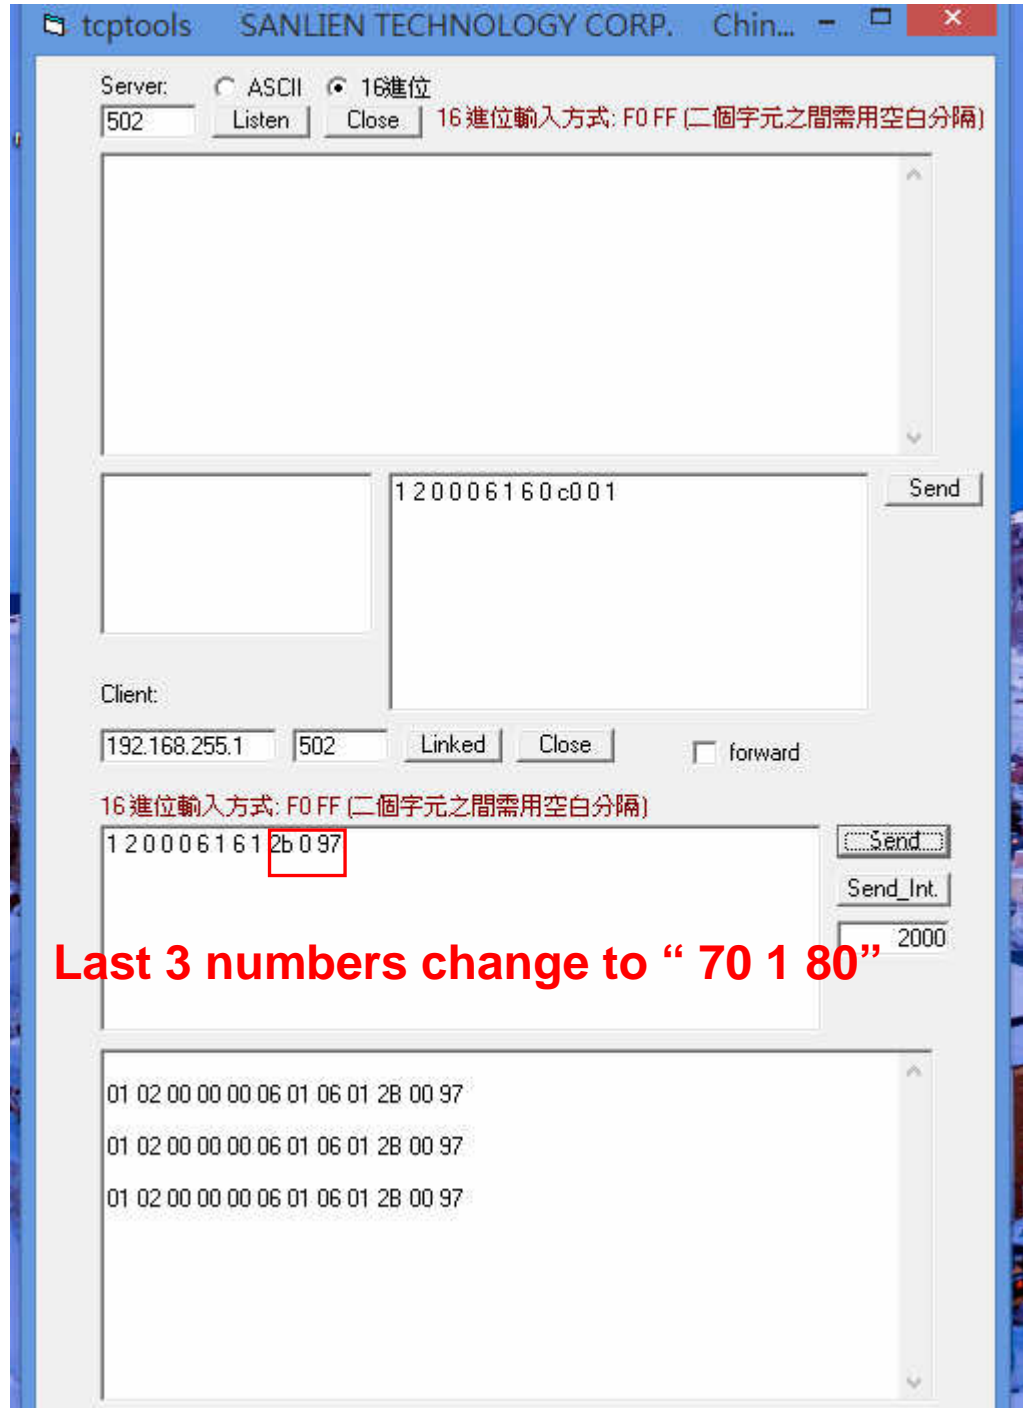 tcptools SANLIEN TECHNOLOGY CORP. Chin...
Server: ASCII 16進位
502 Listen Close 16進位輸入方式: F0 FF (二個字元之間需用空白分隔)
1 2 0 0 0 6 1 6 0 c0 0 1 Send
Client:
192.168.255.1 502 Linked Close forward
16進位輸入方式: F0 FF (二個字元之間需用空白分隔)
1 2 0 0 0 6 1 6 1 2b 0 97 Send
Send_Int.
2000
Last 3 numbers change to “ 70 1 80”
01 02 00 00 00 06 01 06 01 2B 00 97
01 02 00 00 00 06 01 06 01 2B 00 97
01 02 00 00 00 06 01 06 01 2B 00 97